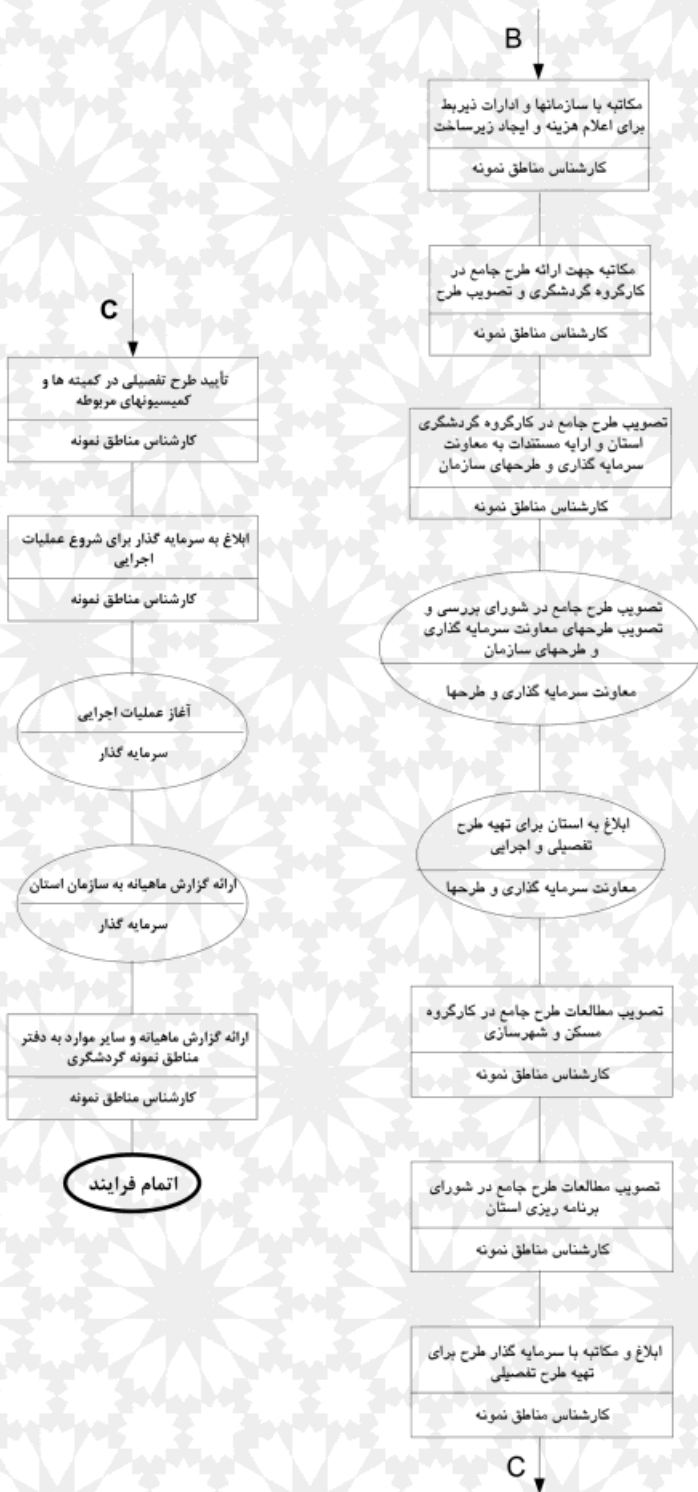 B
مکاتبه با سازمانها و ادارات ذیربط
برای اعلام هزینه و ایجاد زیرساخت
کارشناس مناطق نمونه
مکاتبه جهت ارائه طرح جامع در
کارگروه گردشگری و تصویب طرح
کارشناس مناطق نمونه
تصویب طرح جامع در کارگروه گردشگری
استان و ارایه مستندات به معاونت
سرمایه گذاری و طرحهای سازمان
کارشناس مناطق نمونه
تصویب طرح جامع در شورای بررسی و
تصویب طرحهای معاونت سرمایه گذاری
و طرحهای سازمان
معاونت سرمایه گذاری و طرحها
ابلاغ به استان برای تهیه طرح
تفصیلی و اجرایی
معاونت سرمایه گذاری و طرحها
تصویب مطالعات طرح جامع در کارگروه
مسکن و شهرسازی
کارشناس مناطق نمونه
تصویب مطالعات طرح جامع در شورای
برنامه ریزی استان
کارشناس مناطق نمونه
ابلاغ و مکاتبه با سرمایه گذار طرح برای
تهیه طرح تفصیلی
کارشناس مناطق نمونه
C
C
تأیید طرح تفصیلی در کمیته ها و
کمیسیونهای مربوطه
کارشناس مناطق نمونه
ابلاغ به سرمایه گذار برای شروع عملیات
اجرایی
کارشناس مناطق نمونه
آغاز عملیات اجرایی
سرمایه گذار
ارائه گزارش ماهیانه به سازمان استان
سرمایه گذار
ارائه گزارش ماهیانه و سایر موارد به دفتر
مناطق نمونه گردشگری
کارشناس مناطق نمونه
اتمام فرایند